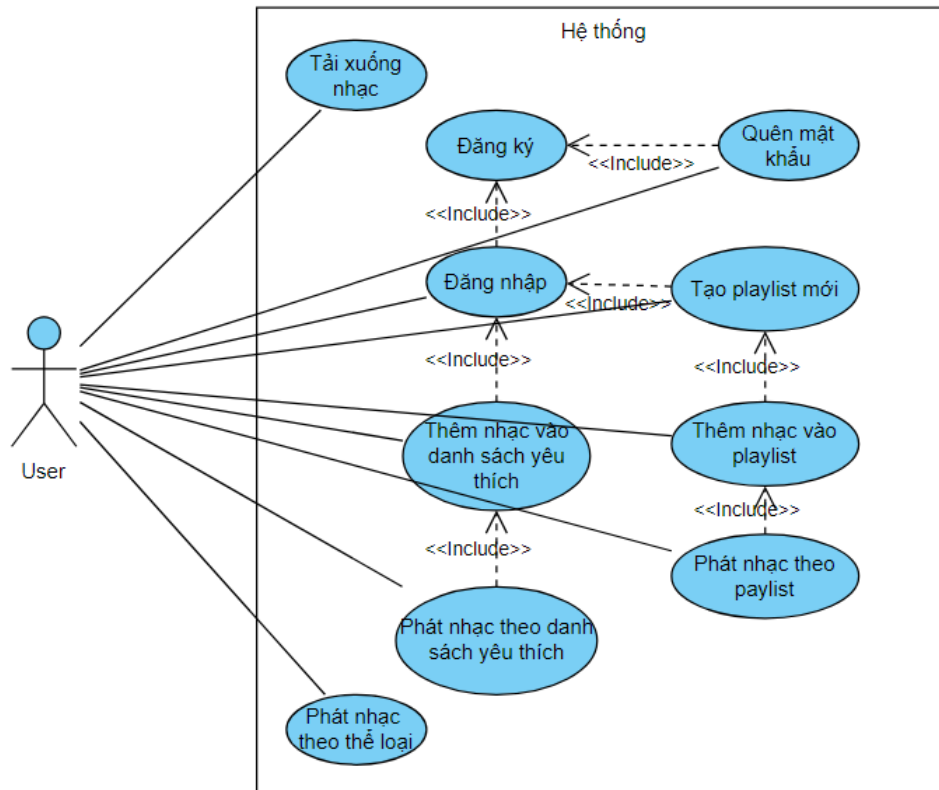 Hệ thống
Tải xuống
nhạc
Đăng ký
<<Include>>
Quên mật
khẩu
<<Include>>
Đăng nhập
<<Include>>
Tạo playlist mới
<<Include>>
<<Include>>
User
Thêm nhạc vào
danh sách yêu
thích
Thêm nhạc vào
playlist
<<Include>>
<<Include>>
Phát nhạc theo
paylist
Phát nhạc theo danh
sách yêu thích
Phát nhạc
theo thể loại